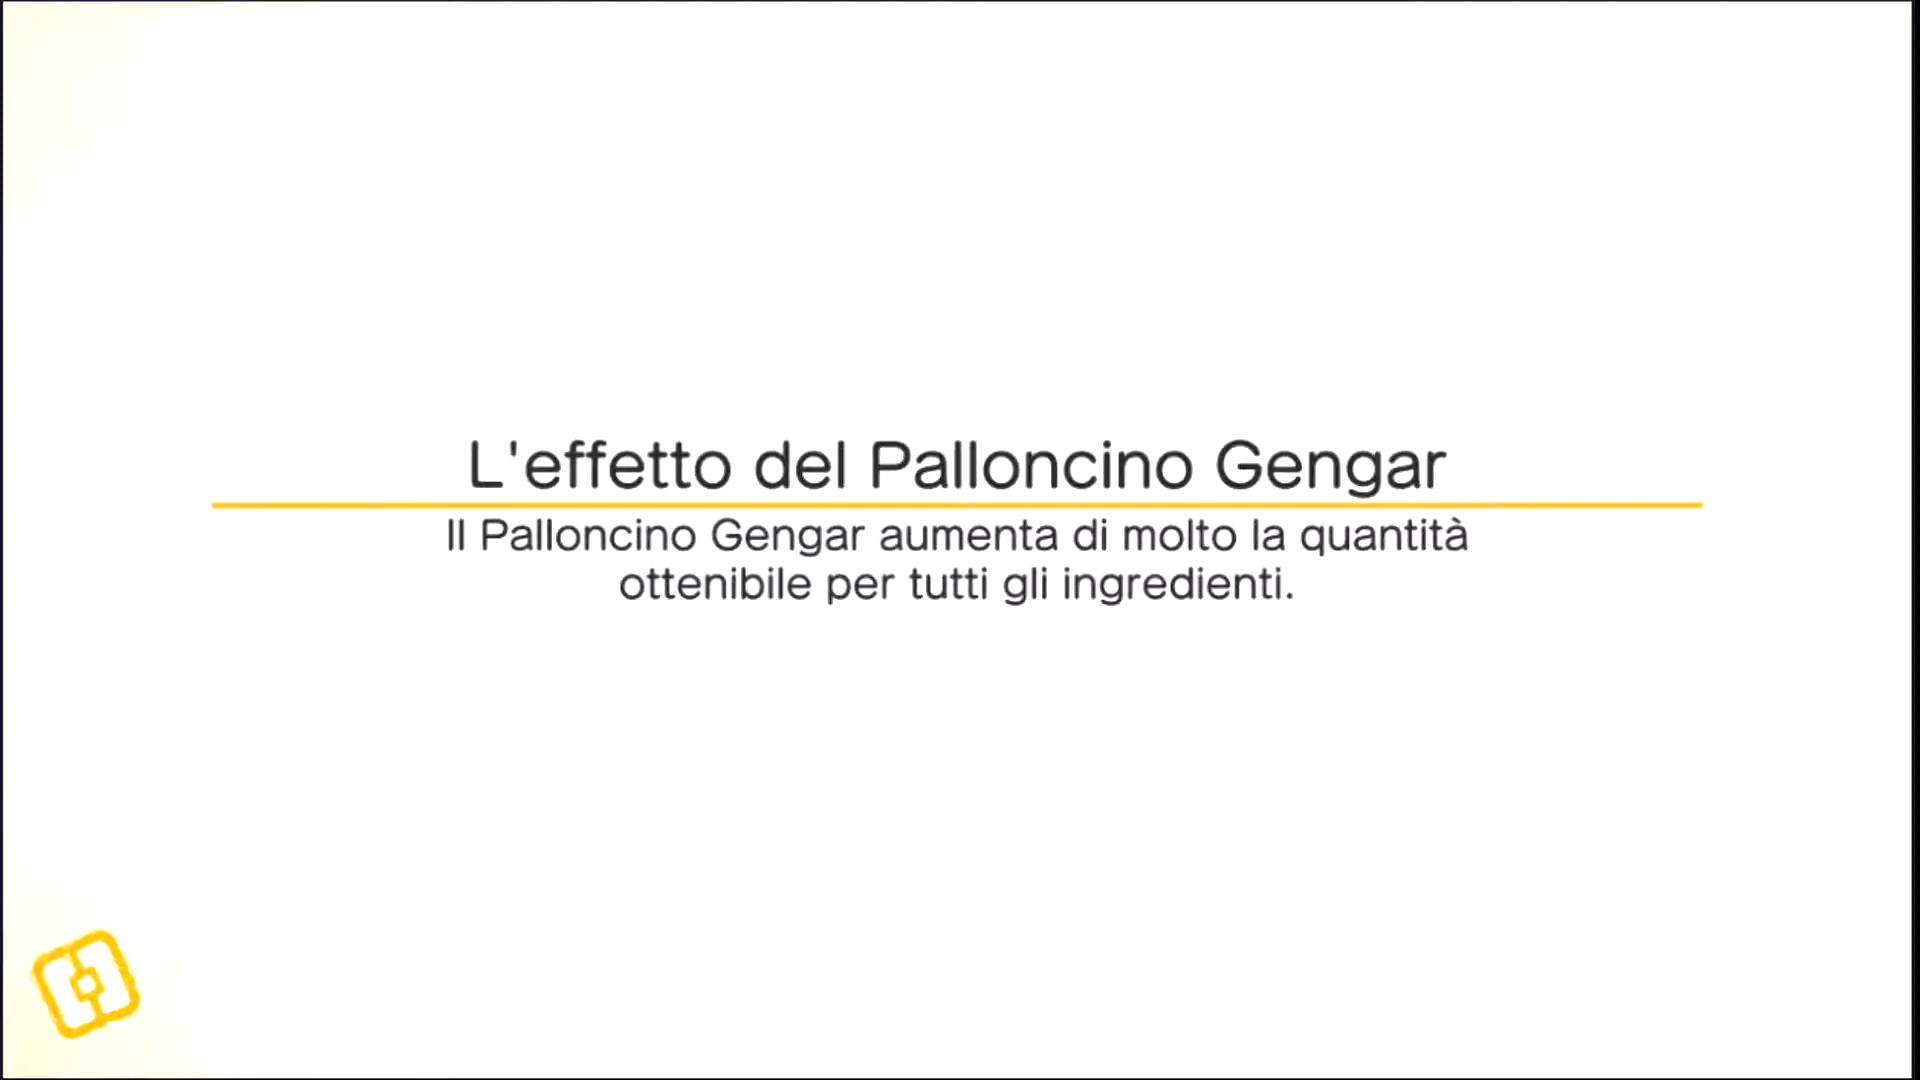 L'effetto del Palloncino Gengar
Il Palloncino Gengar aumenta di molto la quantità
ottenibile per tutti gli ingredienti.